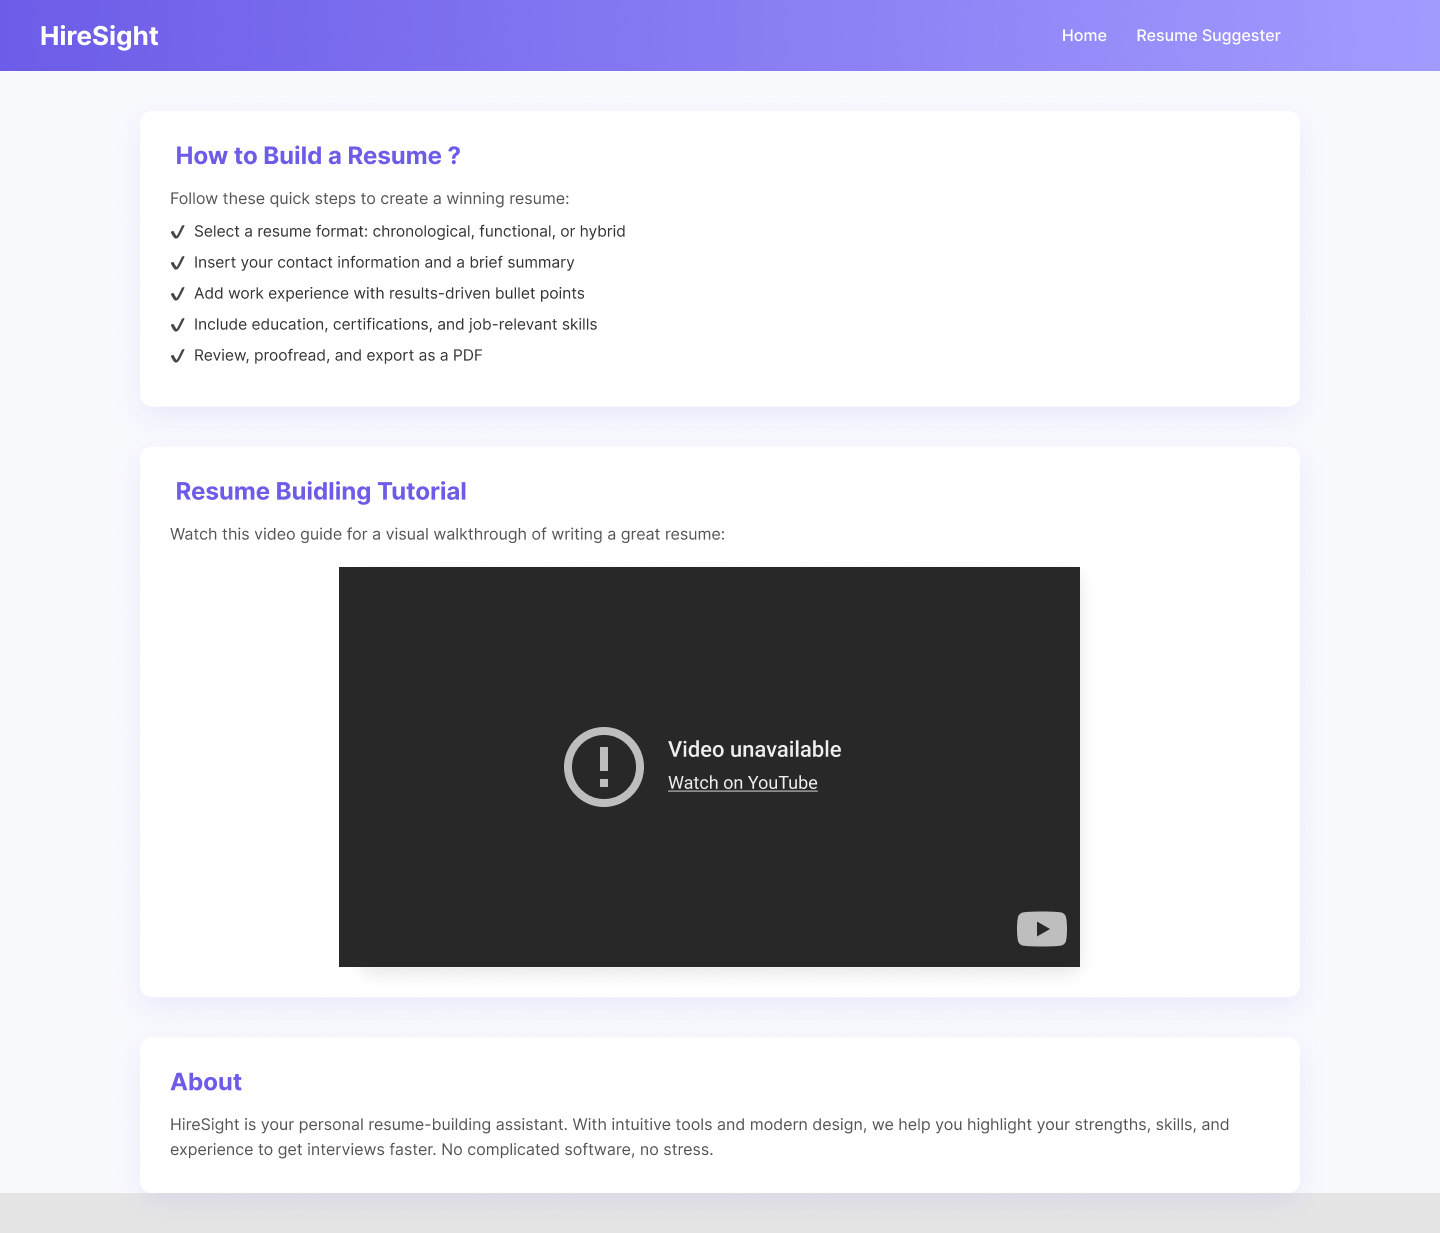 HireSight
Home
Resume Suggester
How to Build a Resume ?
Follow these quick steps to create a winning resume:
✔ Select a resume format: chronological, functional, or hybrid
✔ Insert your contact information and a brief summary
✔ Add work experience with results-driven bullet points
✔ Include education, certifications, and job-relevant skills
✔ Review, proofread, and export as a PDF
Resume Buidling Tutorial
Watch this video guide for a visual walkthrough of writing a great resume:
Video unavailable
Watch on YouTube
About
HireSight is your personal resume-building assistant. With intuitive tools and modern design, we help you highlight your strengths, skills, and
experience to get interviews faster. No complicated software, no stress.